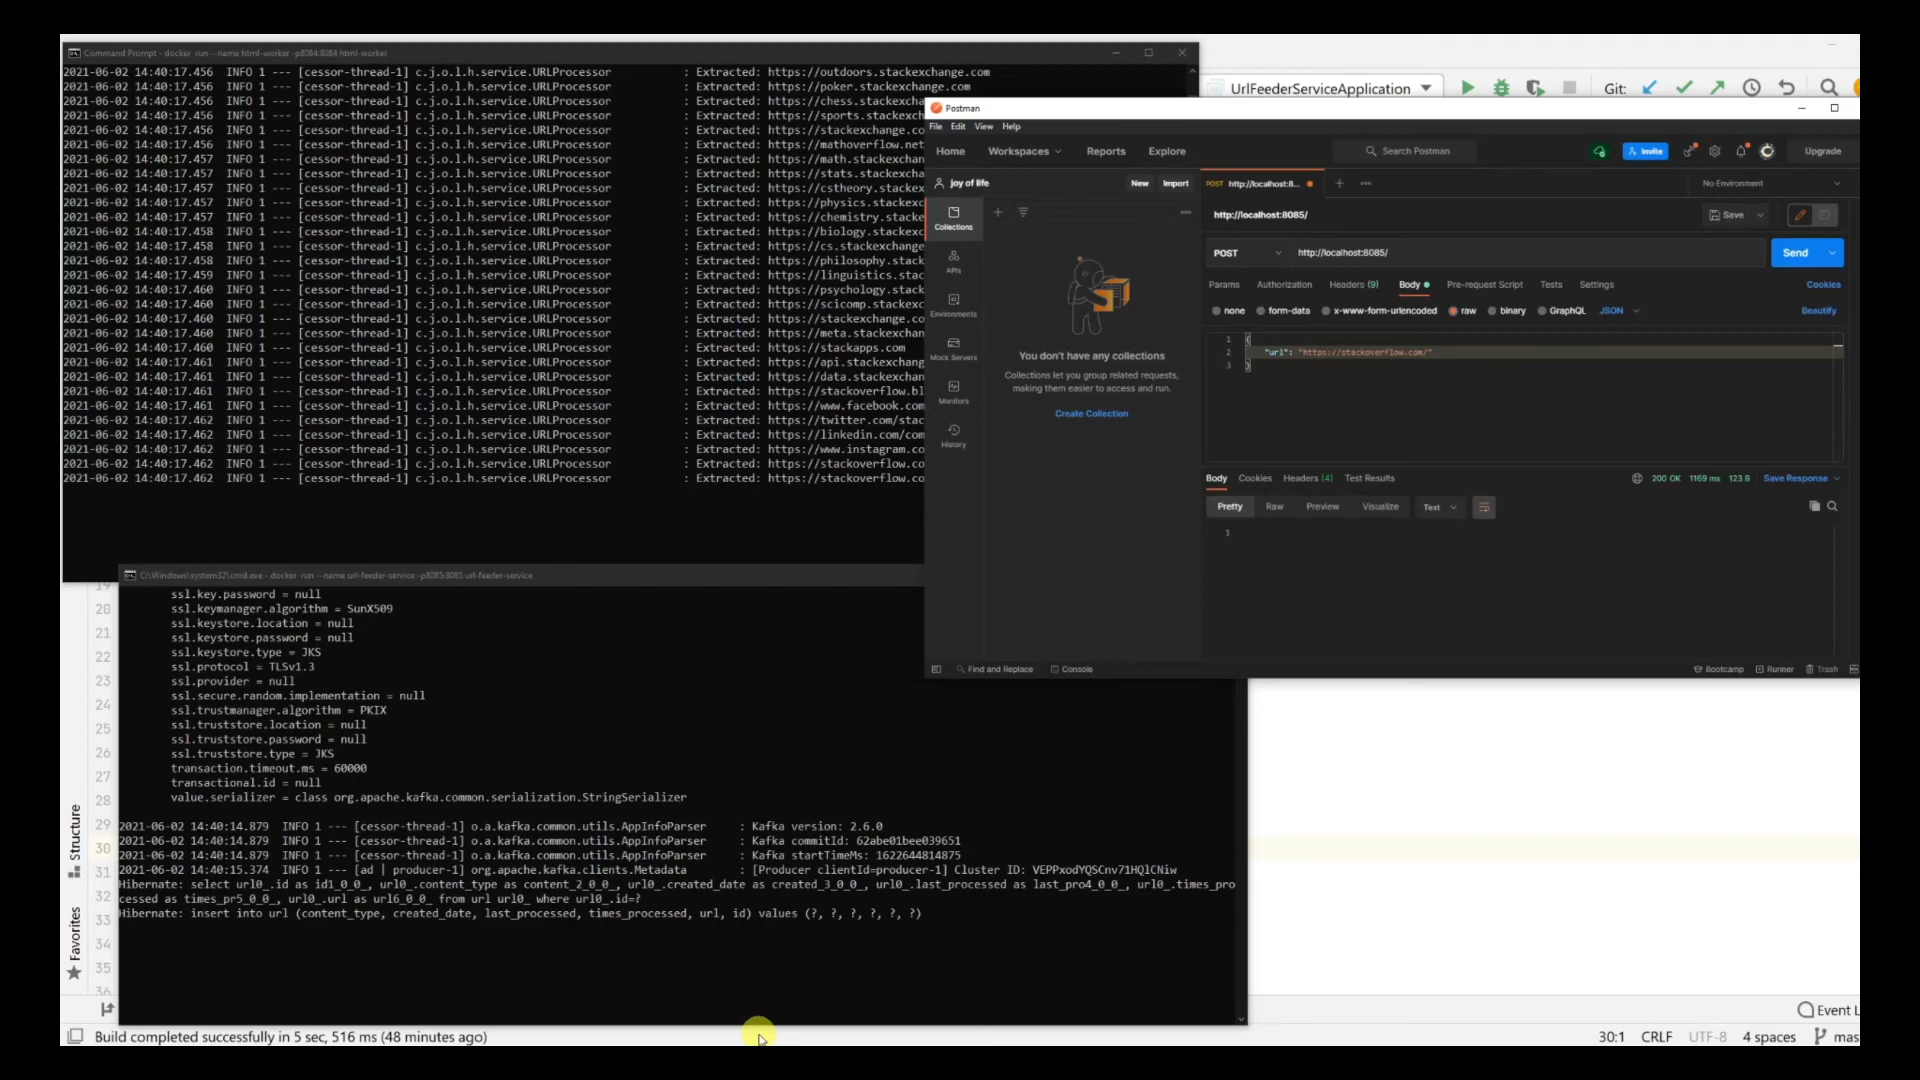 Command Prompt - docker run --name html-worker -p8084:8084 html-worker
2021-06-02 14:40:17.456 INFO 1 --- [cessor-thread-1] c.j.o.l.h.service.URLProcessor : Extracted: https://outdoors.stackexchange.com
2021-06-02 14:40:17.456 INFO 1 --- [cessor-thread-1] c.j.o.l.h.service.URLProcessor : Extracted: https://poker.stackexchange.com
2021-06-02 14:40:17.456 INFO 1 --- [cessor-thread-1] c.j.o.l.h.service.URLProcessor : Extracted: https://chess.stackexcha
2021-06-02 14:40:17.456 INFO 1 --- [cessor-thread-1] c.j.o.l.h.service.URLProcessor : Extracted: https://sports.stackexch
2021-06-02 14:40:17.456 INFO 1 --- [cessor-thread-1] c.j.o.l.h.service.URLProcessor : Extracted: https://stackexchange.co
2021-06-02 14:40:17.456 INFO 1 --- [cessor-thread-1] c.j.o.l.h.service.URLProcessor : Extracted: https://mathoverflow.net
2021-06-02 14:40:17.457 INFO 1 --- [cessor-thread-1] c.j.o.l.h.service.URLProcessor : Extracted: https://math.stackexchan
2021-06-02 14:40:17.457 INFO 1 --- [cessor-thread-1] c.j.o.l.h.service.URLProcessor : Extracted: https://stats.stackexcha
2021-06-02 14:40:17.457 INFO 1 --- [cessor-thread-1] c.j.o.l.h.service.URLProcessor : Extracted: https://cstheory.stackex
2021-06-02 14:40:17.457 INFO 1 --- [cessor-thread-1] c.j.o.l.h.service.URLProcessor : Extracted: https://physics.stackexc
2021-06-02 14:40:17.457 INFO 1 --- [cessor-thread-1] c.j.o.l.h.service.URLProcessor : Extracted: https://chemistry.stacke
2021-06-02 14:40:17.458 INFO 1 --- [cessor-thread-1] c.j.o.l.h.service.URLProcessor : Extracted: https://biology.stackexc
2021-06-02 14:40:17.458 INFO 1 --- [cessor-thread-1] c.j.o.l.h.service.URLProcessor : Extracted: https://cs.stackexchange
2021-06-02 14:40:17.458 INFO 1 --- [cessor-thread-1] c.j.o.l.h.service.URLProcessor : Extracted: https://philosophy.stack
2021-06-02 14:40:17.459 INFO 1 --- [cessor-thread-1] c.j.o.l.h.service.URLProcessor : Extracted: https://linguistics.stac
2021-06-02 14:40:17.460 INFO 1 --- [cessor-thread-1] c.j.o.l.h.service.URLProcessor : Extracted: https://psychology.stack
2021-06-02 14:40:17.460 INFO 1 --- [cessor-thread-1] c.j.o.l.h.service.URLProcessor : Extracted: https://scicomp.stackexc
2021-06-02 14:40:17.460 INFO 1 --- [cessor-thread-1] c.j.o.l.h.service.URLProcessor : Extracted: https://stackexchange.co
2021-06-02 14:40:17.460 INFO 1 --- [cessor-thread-1] c.j.o.l.h.service.URLProcessor : Extracted: https://meta.stackexchan
2021-06-02 14:40:17.460 INFO 1 --- [cessor-thread-1] c.j.o.l.h.service.URLProcessor : Extracted: https://stackapps.com
2021-06-02 14:40:17.461 INFO 1 --- [cessor-thread-1] c.j.o.l.h.service.URLProcessor : Extracted: https://api.stackexchang
2021-06-02 14:40:17.461 INFO 1 --- [cessor-thread-1] c.j.o.l.h.service.URLProcessor : Extracted: https://data.stackexchan
2021-06-02 14:40:17.461 INFO 1 --- [cessor-thread-1] c.j.o.l.h.service.URLProcessor : Extracted: https://stackoverflow.bl
2021-06-02 14:40:17.461 INFO 1 --- [cessor-thread-1] c.j.o.l.h.service.URLProcessor : Extracted: https://www.facebook.com
2021-06-02 14:40:17.462 INFO 1 --- [cessor-thread-1] c.j.o.l.h.service.URLProcessor : Extracted: https://twitter.com/stac
2021-06-02 14:40:17.462 INFO 1 --- [cessor-thread-1] c.j.o.l.h.service.URLProcessor : Extracted: https://linkedin.com/com
2021-06-02 14:40:17.462 INFO 1 --- [cessor-thread-1] c.j.o.l.h.service.URLProcessor : Extracted: https://www.instagram.co
2021-06-02 14:40:17.462 INFO 1 --- [cessor-thread-1] c.j.o.l.h.service.URLProcessor : Extracted: https://stackoverflow.co
2021-06-02 14:40:17.462 INFO 1 --- [cessor-thread-1] c.j.o.l.h.service.URLProcessor : Extracted: https://stackoverflow.co
UrlFeederServiceApplication Git:
Postman
File Edit View Help
Home Workspaces Reports Explore Search Postman Invite Upgrade
joy of life New Import POST http://localhost:8... No Environment
http://localhost:8085/ Save
POST http://localhost:8085/ Send
Params Authorization Headers (9) Body Pre-request Script Tests Settings Cookies
none form-data x-www-form-urlencoded raw binary GraphQL JSON Beautify
1 {
2 "url": "https://stackoverflow.com/"
3 }
Collections
APIs
Environments
Mock Servers
Monitors
History
You don't have any collections
Collections let you group related requests,
making them easier to access and run.
Create Collection
Body Cookies Headers (4) Test Results 200 OK 1169 ms 123 B Save Response
Pretty Raw Preview Visualize Text
1
Find and Replace Console Bootcamp Runner Trash
C:\Windows\system32\cmd.exe - docker run --name url-feeder-service -p8085:8085 url-feeder-service
ssl.key.password = null
ssl.keymanager.algorithm = SunX509
ssl.keystore.location = null
ssl.keystore.password = null
ssl.keystore.type = JKS
ssl.protocol = TLSv1.3
ssl.provider = null
ssl.secure.random.implementation = null
ssl.trustmanager.algorithm = PKIX
ssl.truststore.location = null
ssl.truststore.password = null
ssl.truststore.type = JKS
transaction.timeout.ms = 60000
transactional.id = null
value.serializer = class org.apache.kafka.common.serialization.StringSerializer
2021-06-02 14:40:14.879 INFO 1 --- [cessor-thread-1] o.a.kafka.common.utils.AppInfoParser : Kafka version: 2.6.0
2021-06-02 14:40:14.879 INFO 1 --- [cessor-thread-1] o.a.kafka.common.utils.AppInfoParser : Kafka commitId: 62abe01bee039651
2021-06-02 14:40:14.879 INFO 1 --- [cessor-thread-1] o.a.kafka.common.utils.AppInfoParser : Kafka startTimeMs: 1622644814875
2021-06-02 14:40:15.374 INFO 1 --- [ad | producer-1] org.apache.kafka.clients.Metadata : [Producer clientId=producer-1] Cluster ID: VEPPxodYQSCnv71HQlCNiw
Hibernate: select url0_.id as id1_0_0_, url0_.content_type as content_2_0_0_, url0_.created_date as created_3_0_0_, url0_.last_processed as last_pro4_0_0_, url0_.times_pro
cessed as times_pr5_0_0_, url0_.url as url6_0_0_ from url url0_ where url0_.id=?
Hibernate: insert into url (content_type, created_date, last_processed, times_processed, url, id) values (?, ?, ?, ?, ?, ?)
19
20
21
22
23
24
25
26
27
28
29
30
31
32
33
34
35
36
Structure
Favorites
Event L
Build completed successfully in 5 sec, 516 ms (48 minutes ago) 30:1 CRLF UTF-8 4 spaces mas